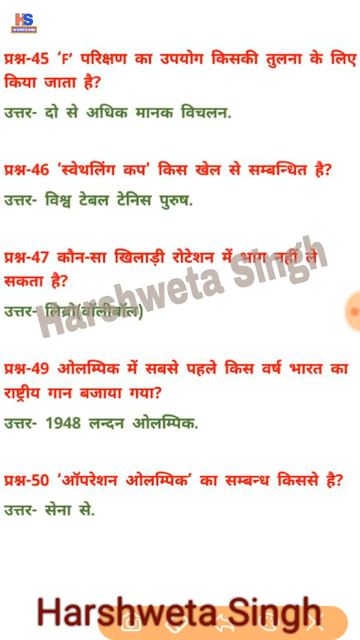 HS
HARSHWETA SINGH
प्रश्न-45 ‘F’ परिक्षण का उपयोग किसकी तुलना के लिए
किया जाता है?
उत्तर- दो से अधिक मानक विचलन.
प्रश्न-46 ‘स्वेथलिंग कप' किस खेल से सम्बन्धित है?
उत्तर- विश्व टेबल टेनिस पुरुष.
प्रश्न-47 कौन-सा खिलाड़ी रोटेशन में भाग नहीं ले
सकता है?
Harshweta Singh
उत्तर- लिब्रो(वॉलीबॉल)
प्रश्न-49 ओलम्पिक में सबसे पहले किस वर्ष भारत का
राष्ट्रीय गान बजाया गया?
उत्तर- 1948 लन्दन ओलम्पिक.
प्रश्न-50 ‘ऑपरेशन ओलम्पिक’ का सम्बन्ध किससे है?
उत्तर- सेना से.
Harshweta Singh